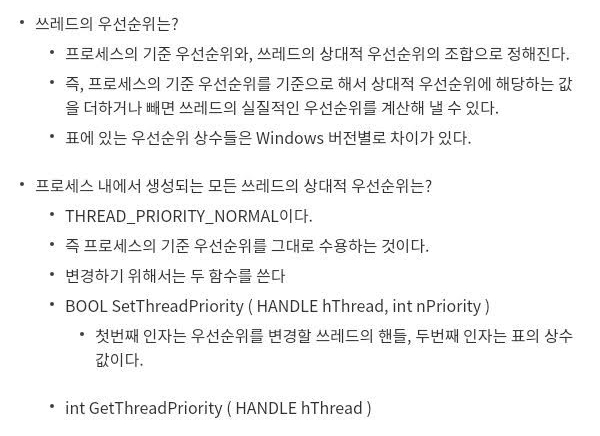 • 쓰레드의 우선순위는?
• 프로세스의 기준 우선순위와, 쓰레드의 상대적 우선순위의 조합으로 정해진다.
• 즉, 프로세스의 기준 우선순위를 기준으로 해서 상대적 우선순위에 해당하는 값
을 더하거나 빼면 쓰레드의 실질적인 우선순위를 계산해 낼 수 있다.
• 표에 있는 우선순위 상수들은 Windows 버전별로 차이가 있다.
• 프로세스 내에서 생성되는 모든 쓰레드의 상대적 우선순위는?
• THREAD_PRIORITY_NORMAL이다.
• 즉 프로세스의 기준 우선순위를 그대로 수용하는 것이다.
• 변경하기 위해서는 두 함수를 쓴다
• BOOL SetThreadPriority ( HANDLE hThread, int nPriority )
• 첫번째 인자는 우선순위를 변경할 쓰레드의 핸들, 두번째 인자는 표의 상수
값이다.
• int GetThreadPriority ( HANDLE hThread )